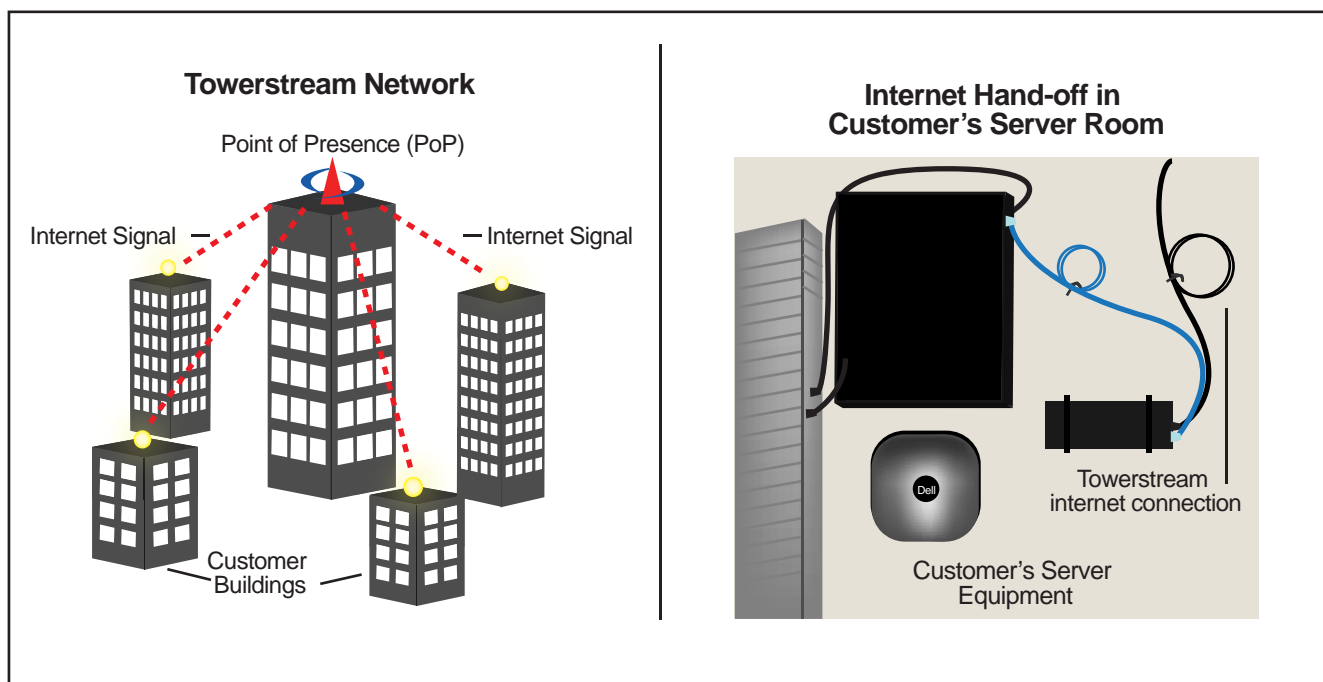 Towerstream Network
Point of Presence (PoP)
Internet Signal
Internet Signal
Customer
Buildings
Internet Hand-off in
Customer’s Server Room
Dell
Towerstream
internet connection
Customer’s Server
Equipment